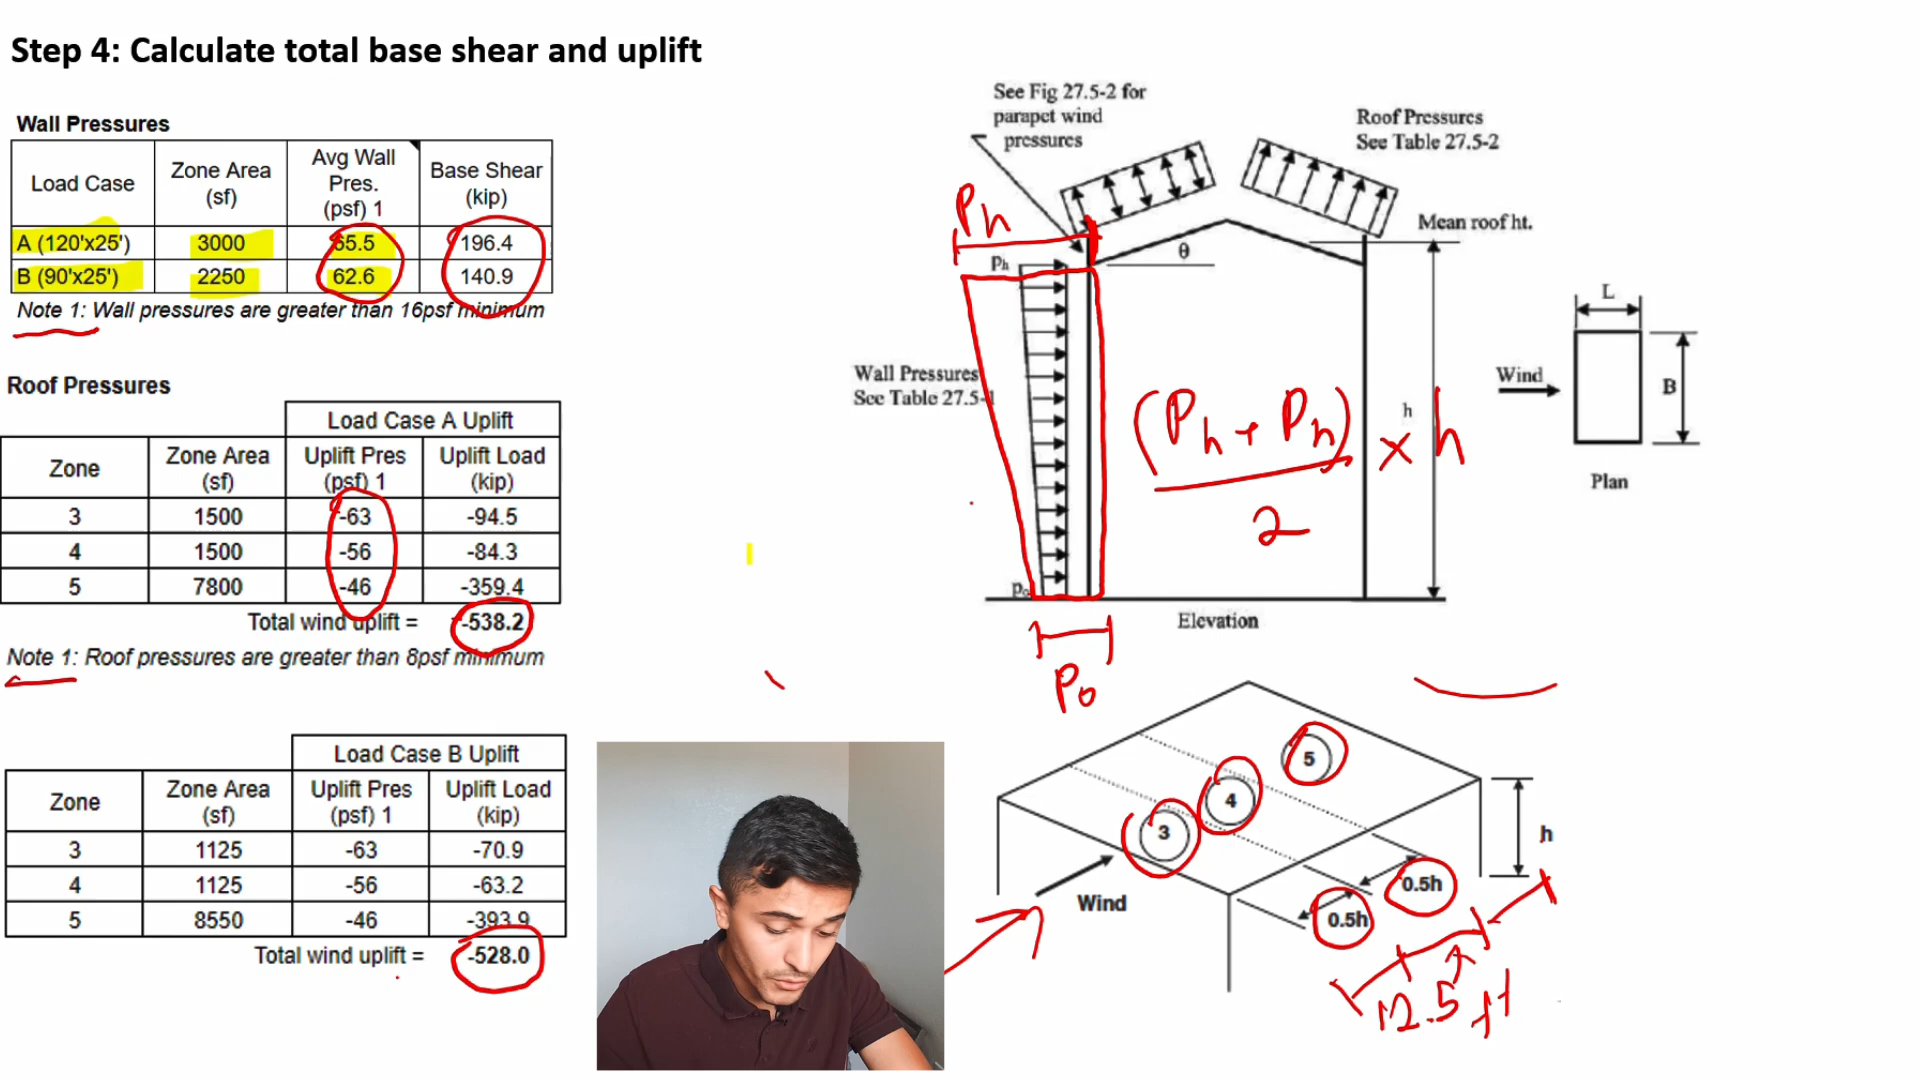 Step 4: Calculate total base shear and uplift
Wall Pressures
Load Case
Zone Area (sf)
Avg Wall Pres. (psf) 1
Base Shear (kip)
A (120'x25') 3000 65.5 196.4
B (90'x25') 2250 62.6 140.9
Note 1: Wall pressures are greater than 16psf minimum
Roof Pressures
Load Case A Uplift
Zone
Zone Area (sf)
Uplift Pres (psf) 1
Uplift Load (kip)
3 1500 -63 -94.5
4 1500 -56 -84.3
5 7800 -46 -359.4
Total wind uplift = -538.2
Note 1: Roof pressures are greater than 8psf minimum
Load Case B Uplift
Zone
Zone Area (sf)
Uplift Pres (psf) 1
Uplift Load (kip)
3 1125 -63 -70.9
4 1125 -56 -63.2
5 8550 -46 -393.9
Total wind uplift = -528.0
See Fig 27.5-2 for
parapet wind
pressures
Roof Pressures
See Table 27.5-2
Mean roof ht.
Ph
θ
Ph
Wall Pressures
See Table 27.5-1
(Ph + Ph)
2
x h
h
Po
Elevation
Po
L
Wind
B
Plan
5
4
3
h
Wind
0.5h
0.5h
12.5 ft